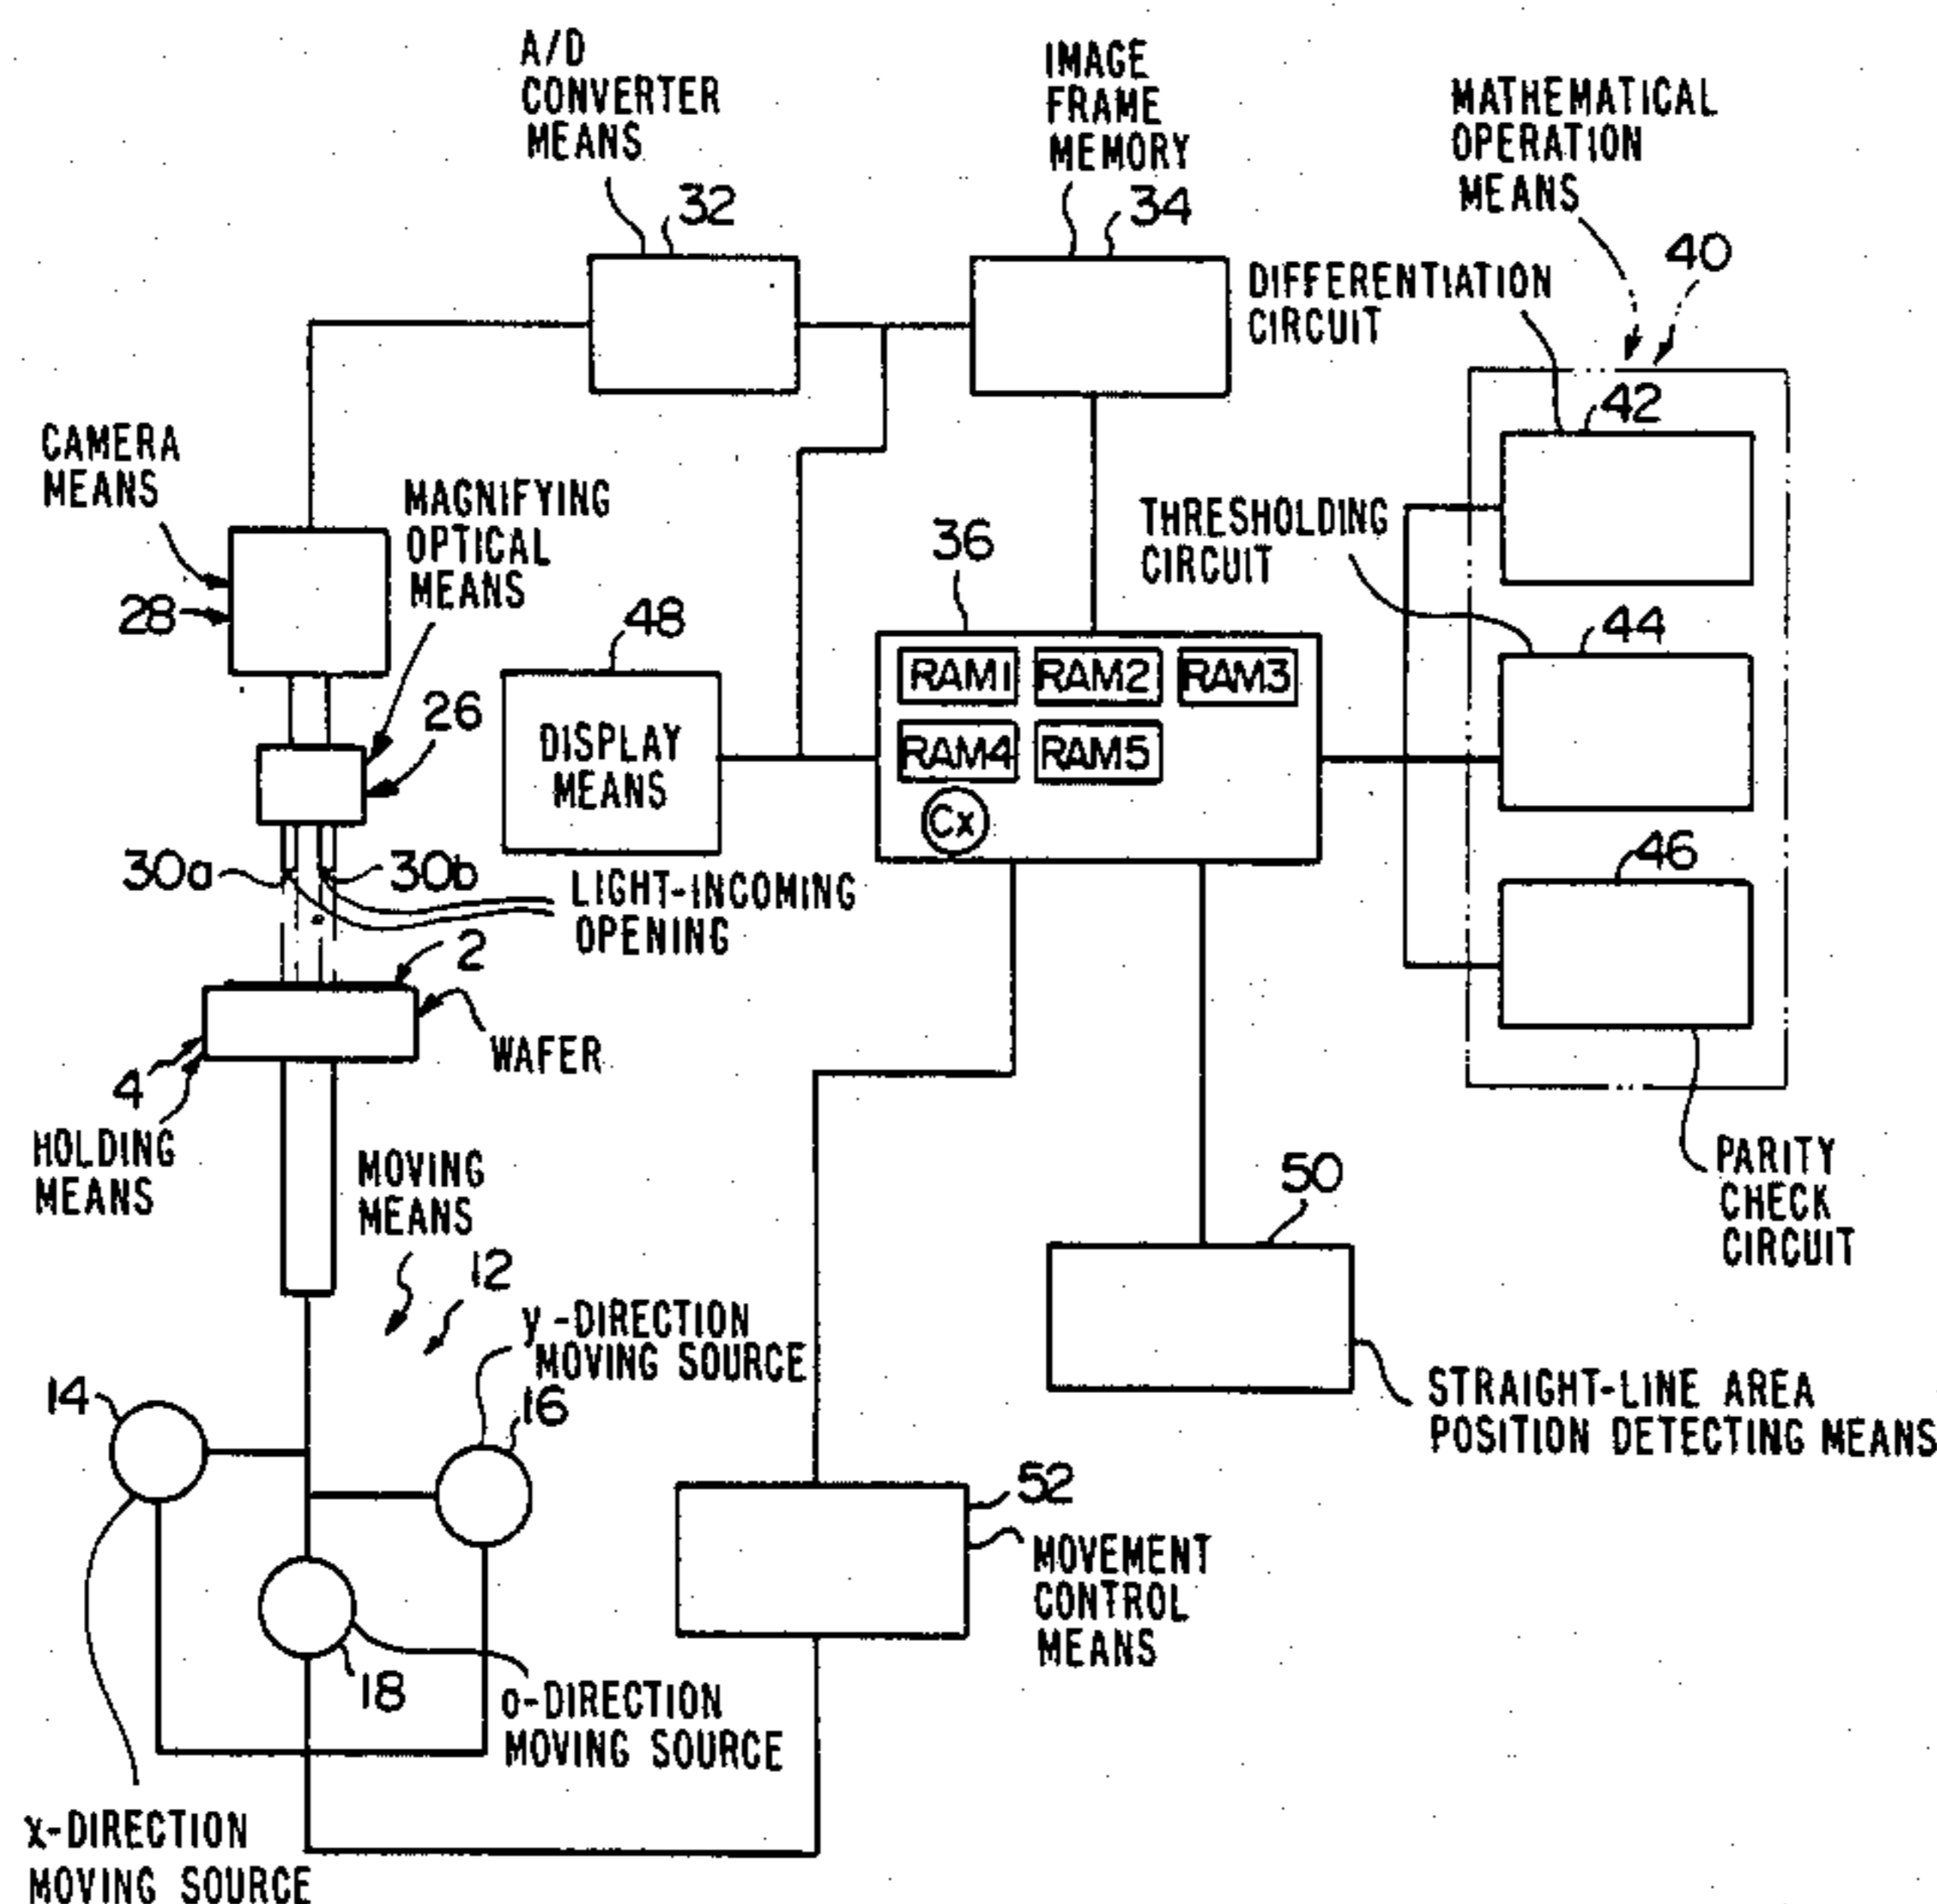 A/D
CONVERTER
MEANS
32
IMAGE
FRAME
MEMORY
34
MATHEMATICAL
OPERATION
MEANS
40
DIFFERENTIATION
CIRCUIT
42
CAMERA
MEANS
28
MAGNIFYING
OPTICAL
MEANS
26
THRESHOLDING
CIRCUIT
44
36
RAM1 RAM2 RAM3
RAM4 RAM5
Cx
48
DISPLAY
MEANS
46
30a
30b
LIGHT-INCOMING
OPENING
2
WAFER
4
HOLDING
MEANS
MOVING
MEANS
12
PARITY
CHECK
CIRCUIT
50
STRAIGHT-LINE AREA
POSITION DETECTING MEANS
y-DIRECTION
MOVING SOURCE
14
16
52
MOVEMENT
CONTROL
MEANS
18
o-DIRECTION
MOVING SOURCE
x-DIRECTION
MOVING SOURCE